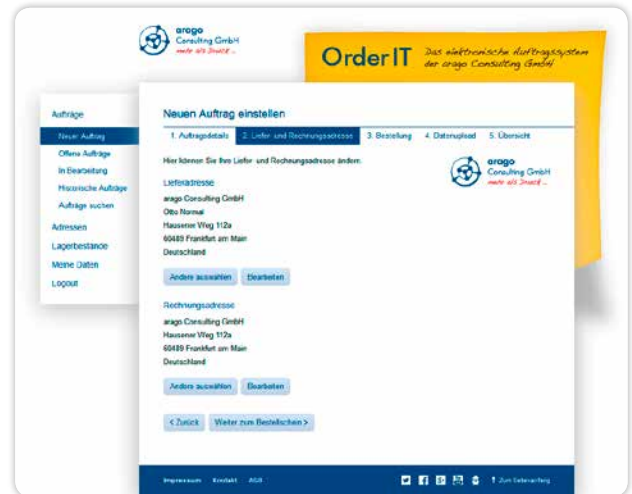 arago
Consulting GmbH
mehr als Druck ...
OrderIT
Das elektronische Auftragssystem
der arago Consulting GmbH
Aufträge
Neuer Auftrag
Offene Aufträge
In Bearbeitung
Historische Aufträge
Aufträge suchen
Adressen
Lagerbestände
Meine Daten
Logout
Neuen Auftrag einstellen
1. Auftragsdetails 2. Liefer- und Rechnungsadresse 3. Bestellung 4. Datenupload 5. Übersicht
Hier können Sie Ihre Liefer- und Rechnungsadresse ändern.
arago
Consulting GmbH
mehr als Druck ...
Lieferadresse
arago Consulting GmbH
Otto Normal
Hausener Weg 112a
60489 Frankfurt am Main
Deutschland
Andere auswählen Bearbeiten
Rechnungsadresse
arago Consulting GmbH
Hausener Weg 112a
60489 Frankfurt am Main
Deutschland
Andere auswählen Bearbeiten
< Zurück Weiter zum Bestellschein >
Impressum Kontakt AGB Zum Seitenanfang